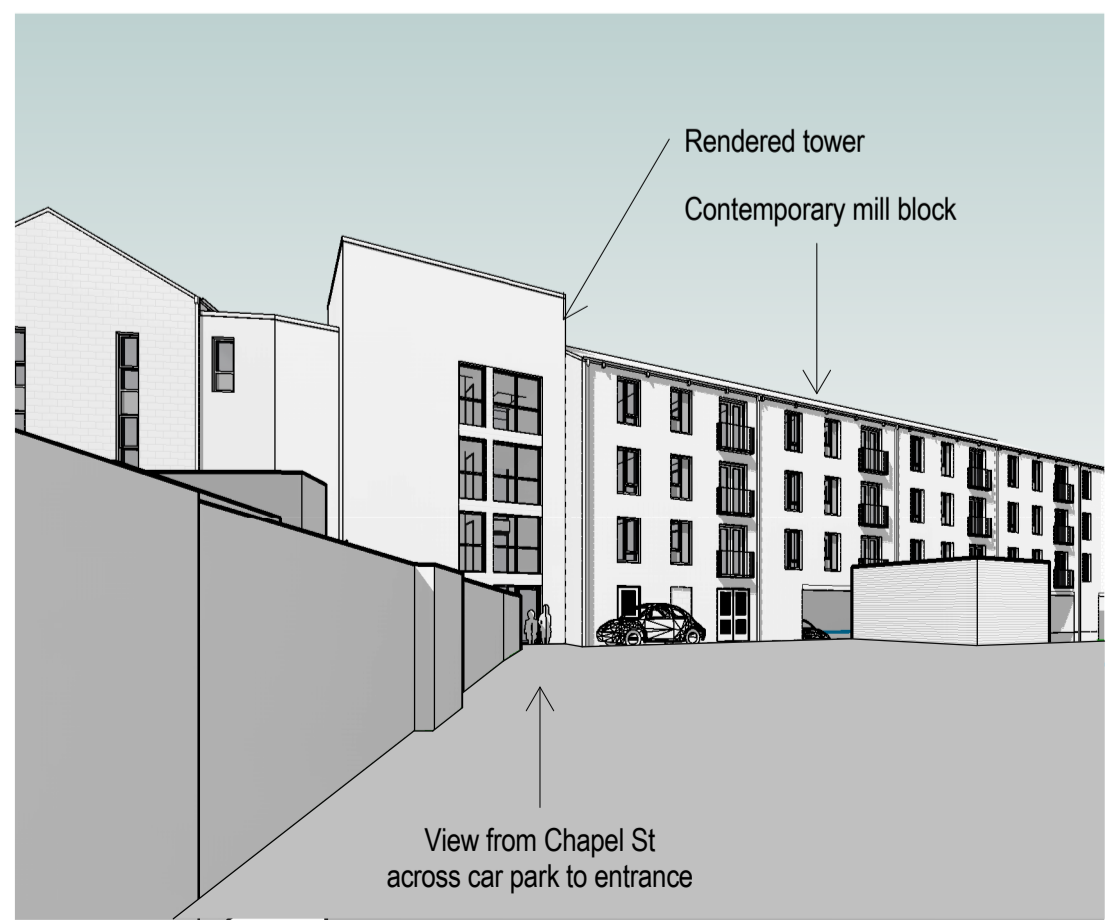 Rendered tower
Contemporary mill block
View from Chapel St
across car park to entrance